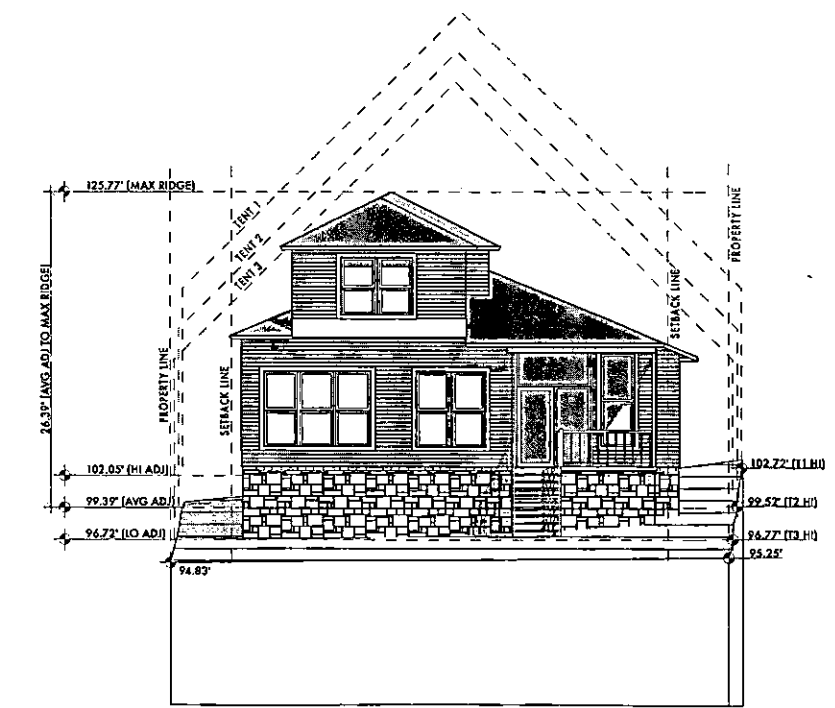 125.77' (MAX RIDGE)
TENT 1
TENT 2
TENT 3
PROPERTY LINE
SETBACK LINE
26.39' (AVG ADJ TO MAX RIDGE)
PROPERTY LINE
SETBACK LINE
102.05' (HI ADJ)
99.39' (AVG ADJ)
96.72' (LO ADJ)
94.83'
102.72' (T1 HI)
99.52' (T2 HI)
96.77' (T3 HI)
95.25'